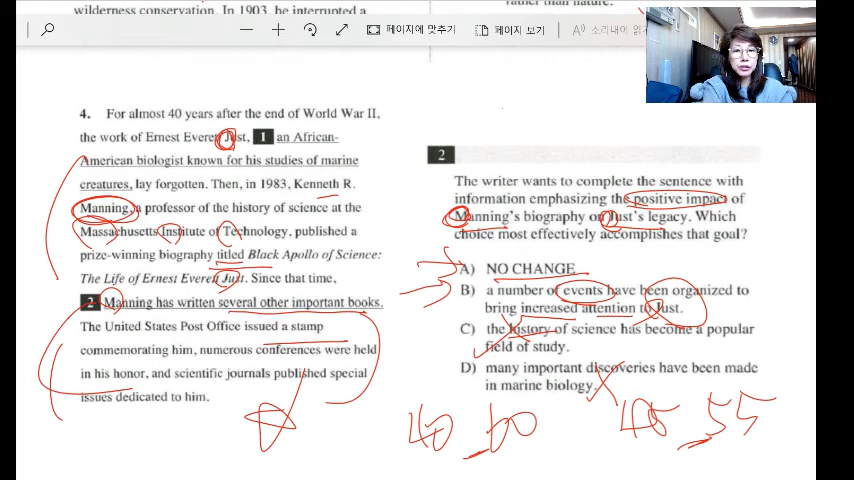 wilderness conservation. In 1903, he interrupted a
rather than nature.
페이지에 맞추기
페이지 보기
소리내어 읽
4. For almost 40 years after the end of World War II,
the work of Ernest Everett Just, 1 an African-
American biologist known for his studies of marine
creatures, lay forgotten. Then, in 1983, Kenneth R.
Manning, a professor of the history of science at the
Massachusetts Institute of Technology, published a
prize-winning biography titled Black Apollo of Science:
The Life of Ernest Everett Just. Since that time,
2 Manning has written several other important books.
The United States Post Office issued a stamp
commemorating him, numerous conferences were held
in his honor, and scientific journals published special
issues dedicated to him.
2
The writer wants to complete the sentence with
information emphasizing the positive impact of
Manning's biography on Just's legacy. Which
choice most effectively accomplishes that goal?
A) NO CHANGE
B) a number of events have been organized to
bring increased attention to Just.
C) the history of science has become a popular
field of study.
D) many important discoveries have been made
in marine biology.
40
55